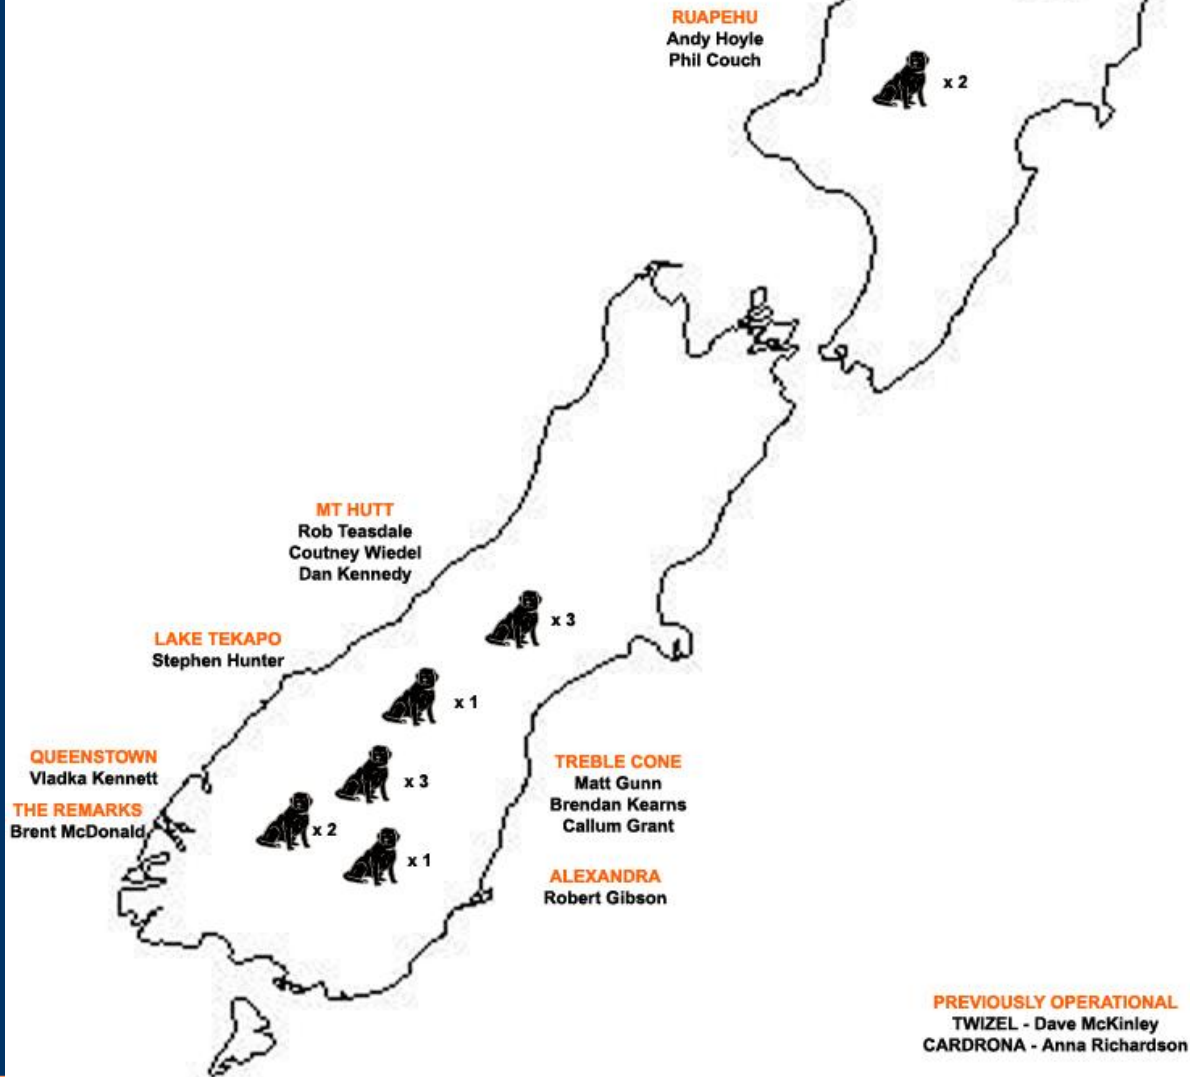 RUAPEHU
Andy Hoyle
Phil Couch
x 2
MT HUTT
Rob Teasdale
Coutney Wiedel
Dan Kennedy
x 3
LAKE TEKAPO
Stephen Hunter
x 1
QUEENSTOWN
Vladka Kennett
THE REMARKS
Brent McDonald
x 3
x 2
x 1
TREBLE CONE
Matt Gunn
Brendan Kearns
Callum Grant
ALEXANDRA
Robert Gibson
PREVIOUSLY OPERATIONAL
TWIZEL - Dave McKinley
CARDRONA - Anna Richardson